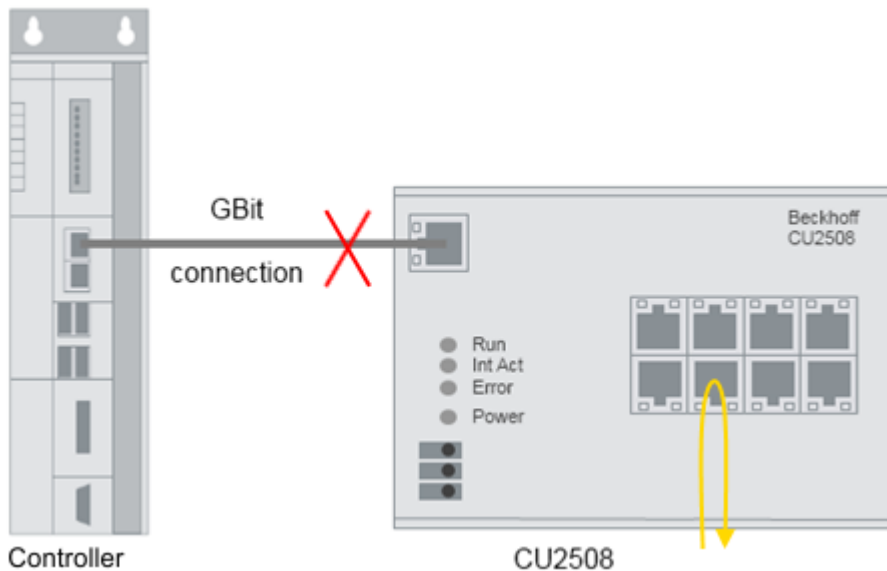 GBit
connection
Beckhoff
CU2508
Run
Int Act
Error
Power
Controller
CU2508